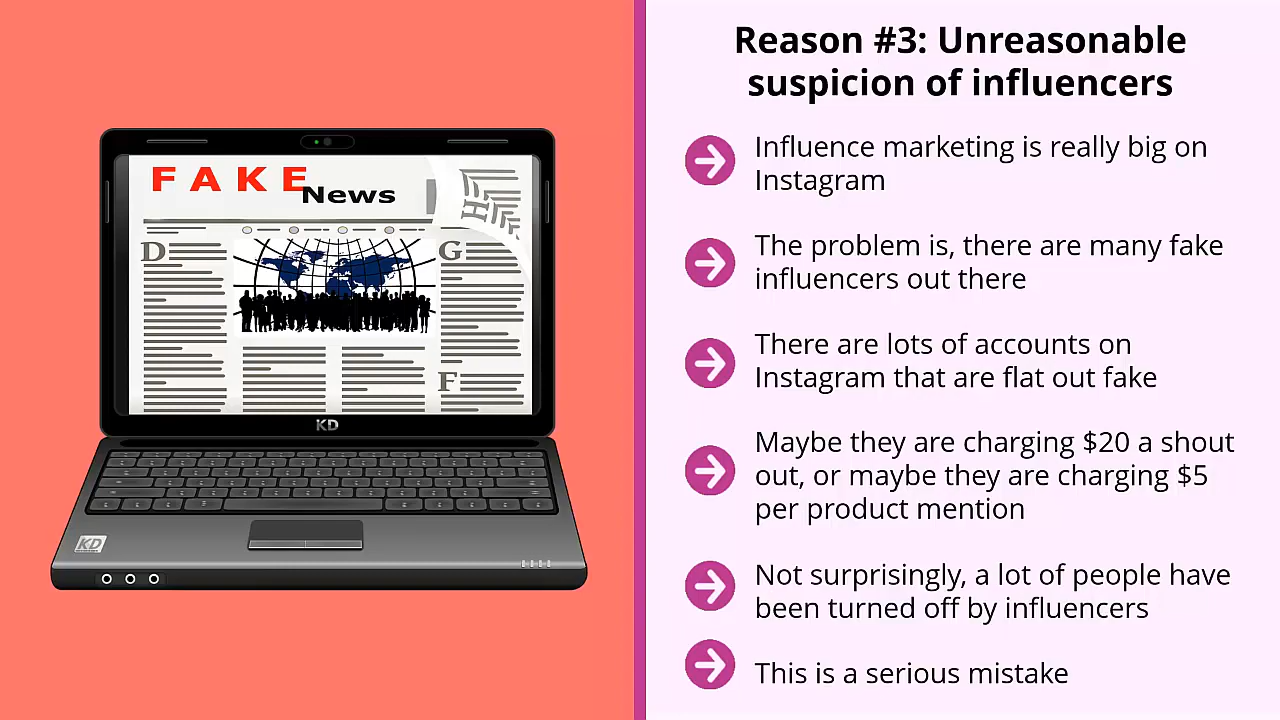 Reason #3: Unreasonable
suspicion of influencers
FAKE
News
H
D
G
F
KD
KD
Influence marketing is really big on
Instagram
The problem is, there are many fake
influencers out there
There are lots of accounts on
Instagram that are flat out fake
Maybe they are charging $20 a shout
out, or maybe they are charging $5
per product mention
Not surprisingly, a lot of people have
been turned off by influencers
This is a serious mistake